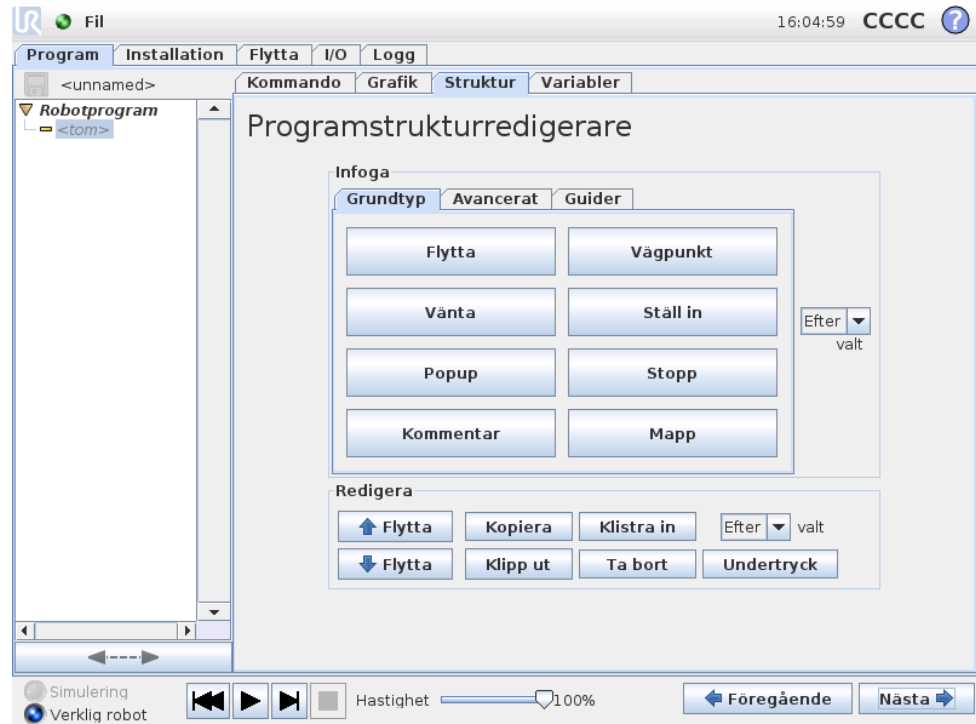 UR Fil 16:04:59 CCCC ?
Program Installation Flytta I/O Logg
<unnamed> Kommando Grafik Struktur Variabler
Robotprogram
<tom>
Programstrukturredigerare
Infoga
Grundtyp Avancerat Guider
Flytta Vägpunkt
Vänta Ställ in
Efter
valt
Popup Stopp
Kommentar Mapp
Redigera
Flytta Kopiera Klistra in Efter valt
Flytta Klipp ut Ta bort Undertryck
Simulering
Verklig robot
Hastighet 100% Föregående Nästa